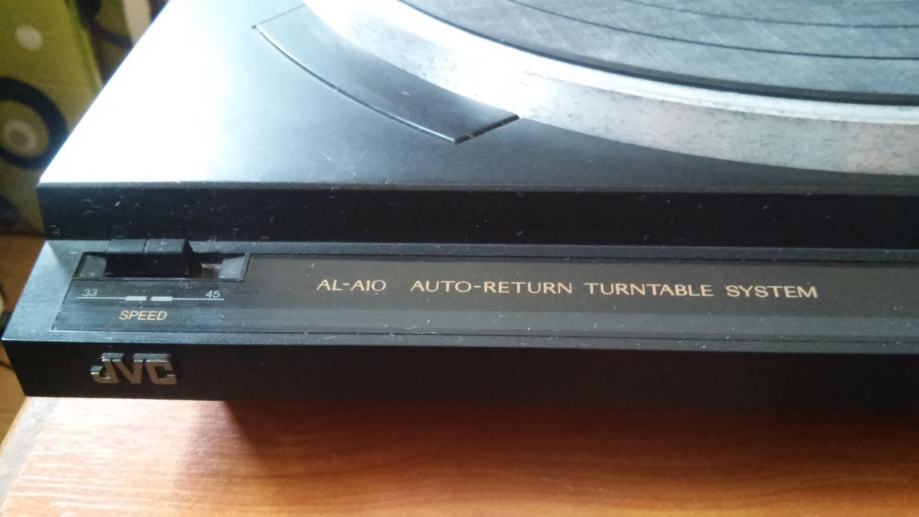 AL-A10 AUTO-RETURN TURNTABLE SYSTEM
33 45
SPEED
JVC